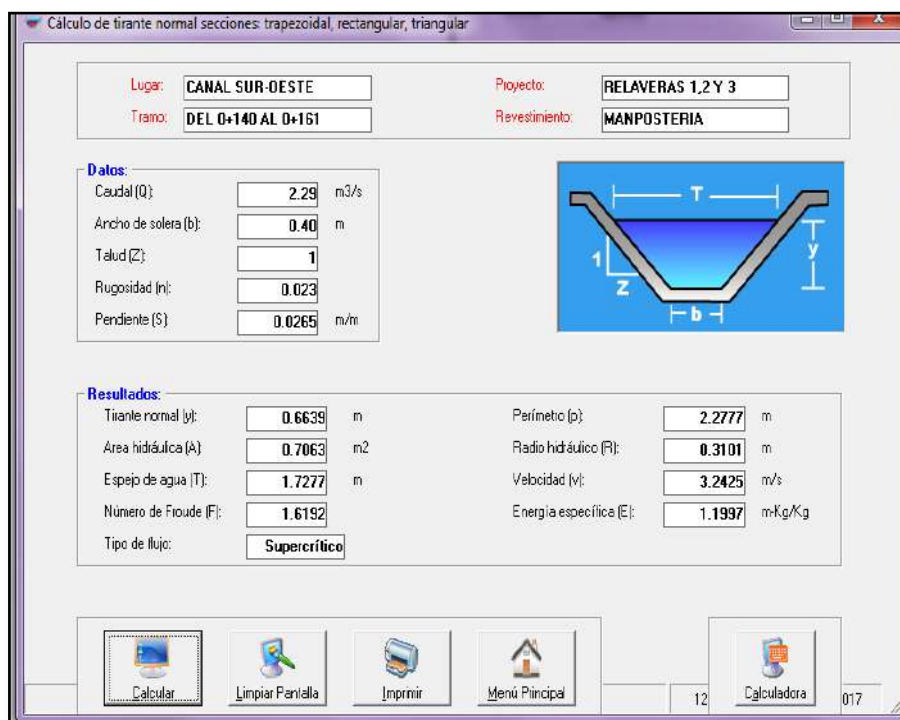 Cálculo de tirante normal secciones: trapezoidal, rectangular, triangular
Lugar: CANAL SUR-OESTE Proyecto: RELAVERAS 1,2 Y 3
Tramo: DEL 0+140 AL 0+161 Revestimiento: MANPOSTERIA
Datos:
Caudal (Q): 2.29 m3/s
Ancho de solera (b): 0.40 m
Talud (Z): 1
Rugosidad (n): 0.023
Pendiente (S): 0.0265 m/m
T
1
Z
y
b
Resultados:
Tirante normal (y): 0.6639 m Perímetro (p): 2.2777 m
Area hidráulica (A): 0.7063 m2 Radio hidráulico (R): 0.3101 m
Espejo de agua (T): 1.7277 m Velocidad (v): 3.2425 m/s
Número de Froude (F): 1.6192 Energía específica (E): 1.1997 m-Kg/Kg
Tipo de flujo: Supercrítico
Calcular Limpiar Pantalla Imprimir Menú Principal Calculadora
12 017